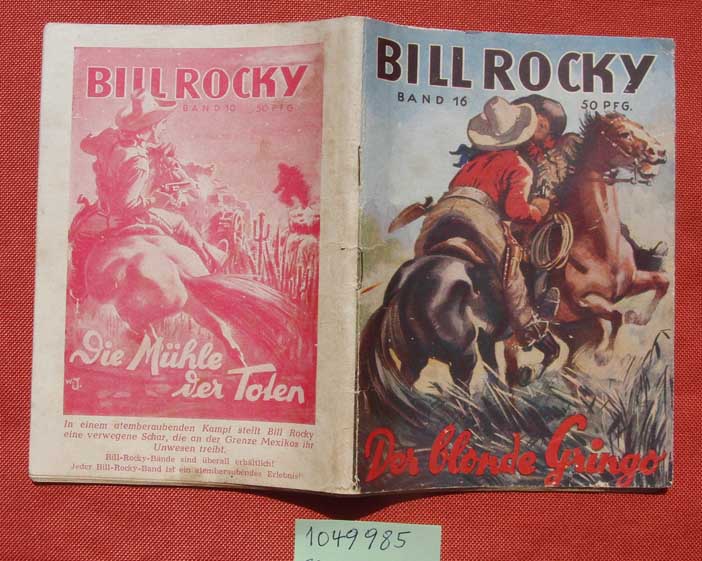 BILL ROCKY
BAND 10 50 PFG.
Die Mühle
der Toten
In einem atemberaubenden Kampf stellt Bill Rocky
eine verwegene Schar, die an der Grenze Mexikos ihr
Unwesen treibt.
Bill-Rocky-Bände sind überall erhältlich!
Jeder Bill-Rocky-Band ist ein atemberaubendes Erlebnis!
BILL ROCKY
BAND 16 50 PFG.
Der blonde Gringo
1049985